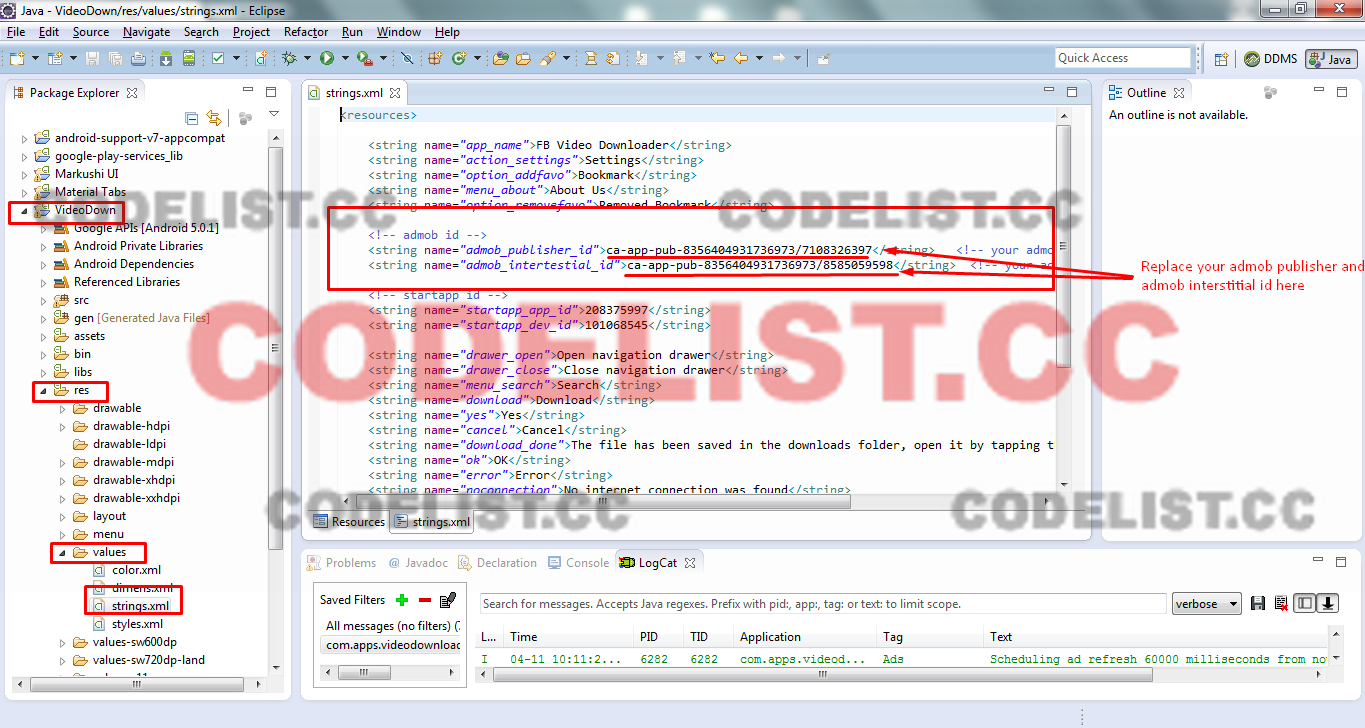 Java - VideoDown/res/values/strings.xml - Eclipse
File Edit Source Navigate Search Project Refactor Run Window Help
Quick Access
DDMS
Java
Package Explorer
android-support-v7-appcompat
google-play-services_lib
Markushi UI
Material Tabs
VideoDown
Google APIs [Android 5.0.1]
Android Private Libraries
Android Dependencies
Referenced Libraries
src
gen [Generated Java Files]
assets
bin
libs
res
drawable
drawable-hdpi
drawable-ldpi
drawable-mdpi
drawable-xhdpi
drawable-xxhdpi
layout
menu
values
color.xml
dimens.xml
strings.xml
styles.xml
values-sw600dp
values-sw720dp-land
strings.xml
<resources>
<string name="app_name">FB Video Downloader</string>
<string name="action_settings">Settings</string>
<string name="option_addfavo">Bookmark</string>
<string name="menu_about">About Us</string>
<string name="option_removefavo">Removed Bookmark</string>
<!-- admob id -->
<string name="admob_publisher_id">ca-app-pub-8356404931736973/7108326397</string> <!-- your admo
<string name="admob_intertestial_id">ca-app-pub-8356404931736973/8585059598</string> <!-- your ad
<!-- startapp id -->
<string name="startapp_app_id">208375997</string>
<string name="startapp_dev_id">101068545</string>
<string name="drawer_open">Open navigation drawer</string>
<string name="drawer_close">Close navigation drawer</string>
<string name="menu_search">Search</string>
<string name="download">Download</string>
<string name="yes">Yes</string>
<string name="cancel">Cancel</string>
<string name="download_done">The file has been saved in the downloads folder, open it by tapping t
<string name="ok">OK</string>
<string name="error">Error</string>
<string name="noconnection">No internet connection was found</string>
Resources strings.xml
Outline
An outline is not available.
Replace your admob publisher and
admob interstitial id here
Problems @ Javadoc Declaration Console LogCat
Saved Filters
All messages (no filters) (7
com.apps.videodownloac
Search for messages. Accepts Java regexes. Prefix with pid:, app:, tag: or text: to limit scope.
verbose
L... Time PID TID Application Tag Text
I 04-11 10:11:2... 6282 6282 com.apps.videod... Ads Scheduling ad refresh 60000 milliseconds from now
CODELIST.CC
CODELIST.CC
CODELIST.CC
CODELIST.CC
CODELIST.CC